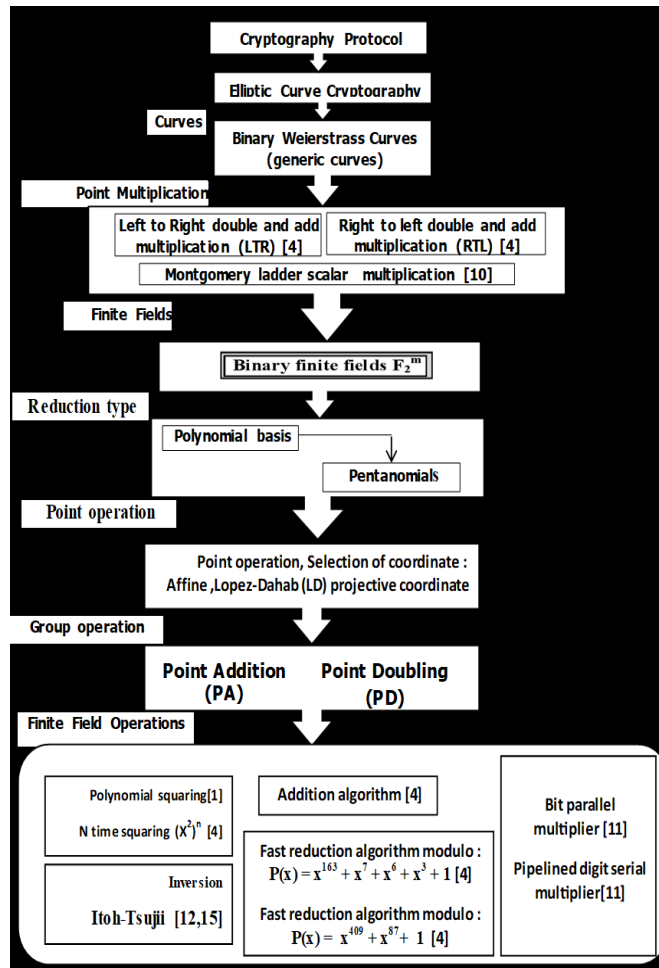 Cryptography Protocol
Elliptic Curve Cryptography
Curves
Binary Weierstrass Curves
(generic curves)
Point Multiplication
Left to Right double and add
multiplication (LTR) [4]
Right to left double and add
multiplication (RTL) [4]
Montgomery ladder scalar multiplication [10]
Finite Fields
Binary finite fields F₂ᵐ
Reduction type
Polynomial basis
Pentanomials
Point operation
Point operation, Selection of coordinate :
Affine ,Lopez-Dahab (LD) projective coordinate
Group operation
Point Addition
(PA)
Point Doubling
(PD)
Finite Field Operations
Polynomial squaring[1]
N time squaring (X²)ⁿ [4]
Inversion
Itoh-Tsujii [12,15]
Addition algorithm [4]
Fast reduction algorithm modulo :
P(x) = x¹⁶³ + x⁷ + x⁶ + x³ + 1 [4]
Fast reduction algorithm modulo :
P(x) = x⁴⁰⁹ + x⁸⁷ + 1 [4]
Bit parallel
multiplier [11]
Pipelined digit serial
multiplier[11]